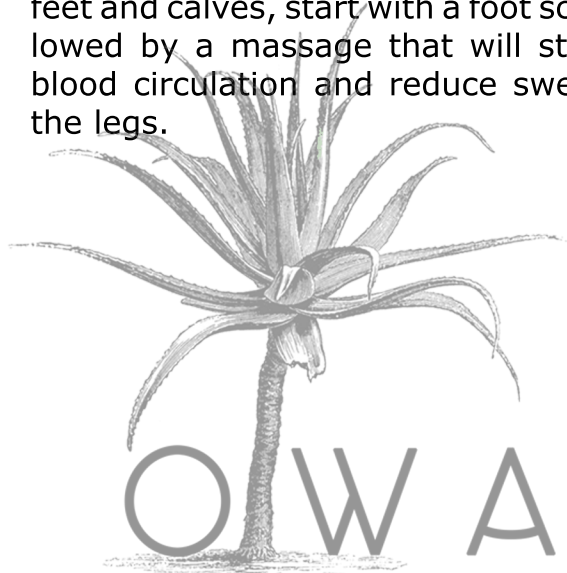 feet and calves, start with a foot sc
lowed by a massage that will st
blood circulation and reduce swe
the legs.
O W A